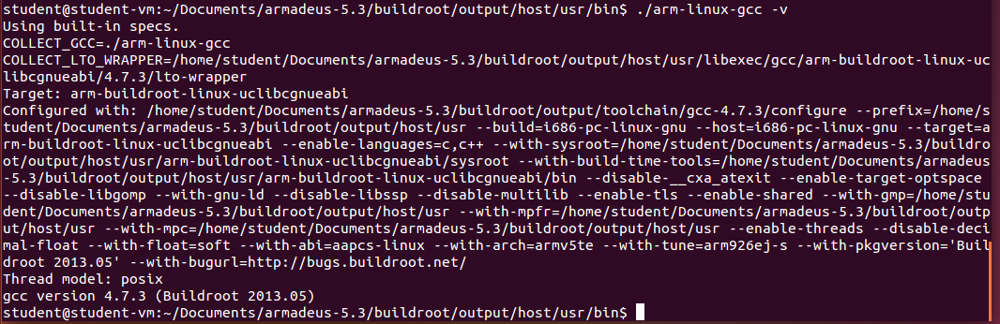 student@student-vm:~/Documents/armadeus-5.3/buildroot/output/host/usr/bin$ ./arm-linux-gcc -v
Using built-in specs.
COLLECT_GCC=./arm-linux-gcc
COLLECT_LTO_WRAPPER=/home/student/Documents/armadeus-5.3/buildroot/output/host/usr/libexec/gcc/arm-buildroot-linux-uc
libcgnueabi/4.7.3/lto-wrapper
Target: arm-buildroot-linux-uclibcgnueabi
Configured with: /home/student/Documents/armadeus-5.3/buildroot/output/toolchain/gcc-4.7.3/configure --prefix=/home/s
tudent/Documents/armadeus-5.3/buildroot/output/host/usr --build=i686-pc-linux-gnu --host=i686-pc-linux-gnu --target=a
rm-buildroot-linux-uclibcgnueabi --enable-languages=c,c++ --with-sysroot=/home/student/Documents/armadeus-5.3/buildro
ot/output/host/usr/arm-buildroot-linux-uclibcgnueabi/sysroot --with-build-time-tools=/home/student/Documents/armadeus
-5.3/buildroot/output/host/usr/arm-buildroot-linux-uclibcgnueabi/bin --disable-__cxa_atexit --enable-target-optspace
--disable-libgomp --with-gnu-ld --disable-libssp --disable-multilib --enable-tls --enable-shared --with-gmp=/home/stu
dent/Documents/armadeus-5.3/buildroot/output/host/usr --with-mpfr=/home/student/Documents/armadeus-5.3/buildroot/outp
ut/host/usr --with-mpc=/home/student/Documents/armadeus-5.3/buildroot/output/host/usr --enable-threads --disable-deci
mal-float --with-float=soft --with-abi=aapcs-linux --with-arch=armv5te --with-tune=arm926ej-s --with-pkgversion='Buil
droot 2013.05' --with-bugurl=http://bugs.buildroot.net/
Thread model: posix
gcc version 4.7.3 (Buildroot 2013.05)
student@student-vm:~/Documents/armadeus-5.3/buildroot/output/host/usr/bin$